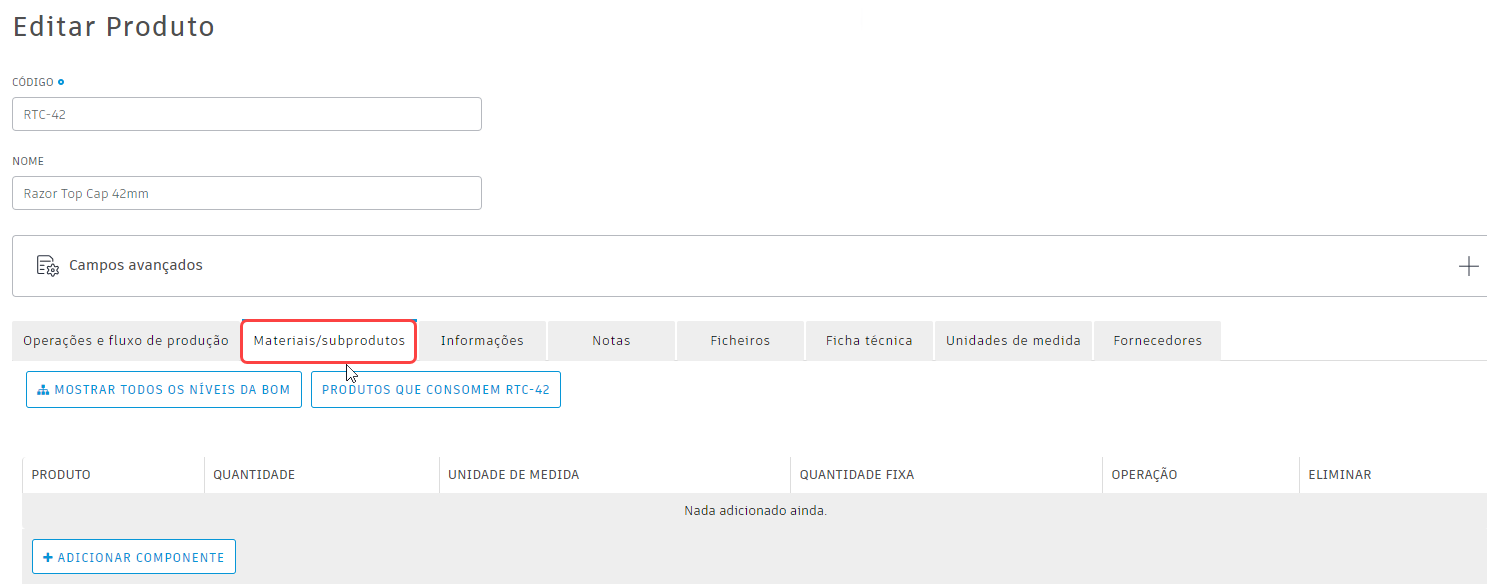 Editar Produto
CÓDIGO
RTC-42
NOME
Razor Top Cap 42mm
Campos avançados
Operações e fluxo de produção Materiais/subprodutos Informações Notas Ficheiros Ficha técnica Unidades de medida Fornecedores
MOSTRAR TODOS OS NÍVEIS DA BOM PRODUTOS QUE CONSOMEM RTC-42
PRODUTO QUANTIDADE UNIDADE DE MEDIDA QUANTIDADE FIXA OPERAÇÃO ELIMINAR
Nada adicionado ainda.
+ ADICIONAR COMPONENTE